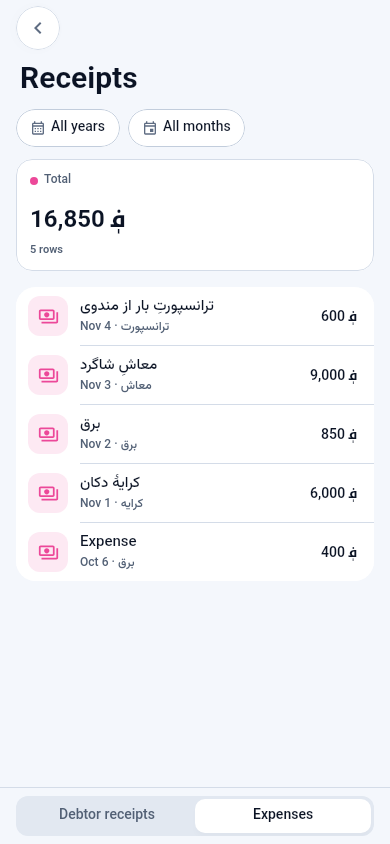 Receipts
All years
All months
Total
16,850 ؋
5 rows
ترانسپورتِ بار از مندوی
600 ؋
Nov 4 · ترانسپورت
معاشِ شاگرد
9,000 ؋
Nov 3 · معاش
برق
850 ؋
Nov 2 · برق
کرایهٔ دکان
6,000 ؋
Nov 1 · کرایه
Expense
400 ؋
Oct 6 · برق
Debtor receipts
Expenses